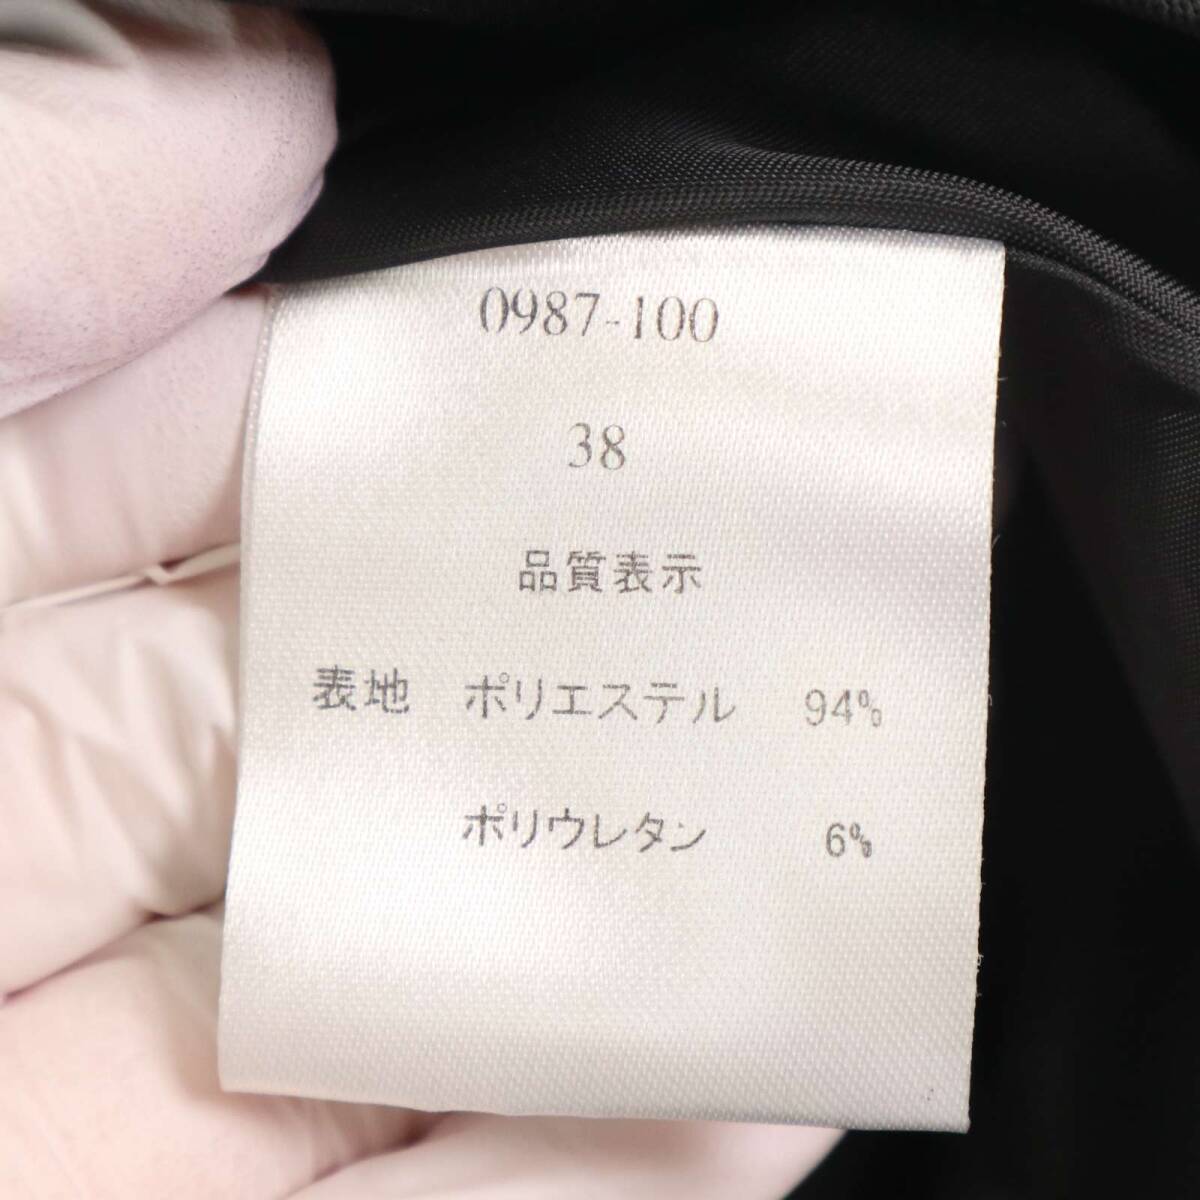 0987-100
38
品質表示
表地 ポリエステル 94%
ポリウレタン 6%